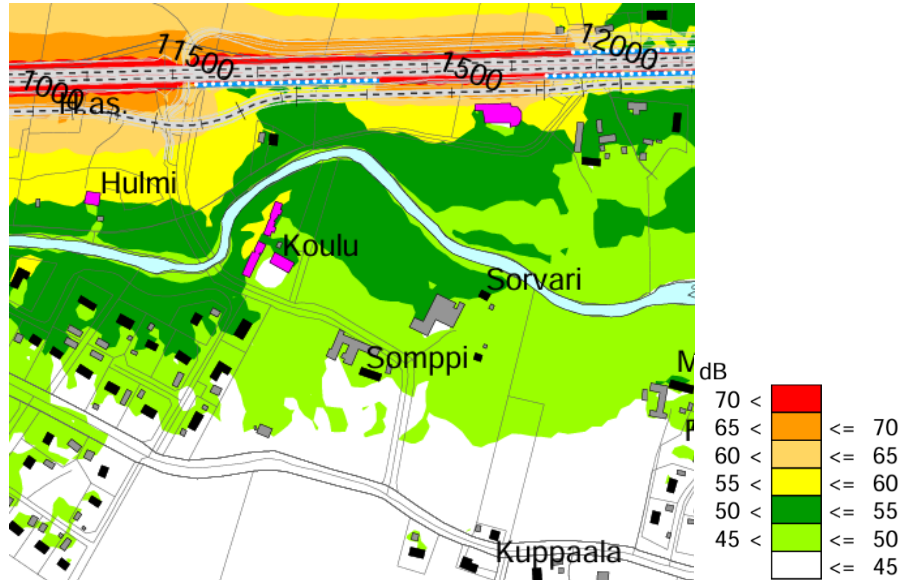 12000
11500
1500
1000
Hulmi
Koulu
Sorvari
Somppi
M
Kuppaala
dB
70 <
65 < <= 70
60 < <= 65
55 < <= 60
50 < <= 55
45 < <= 50
<= 45